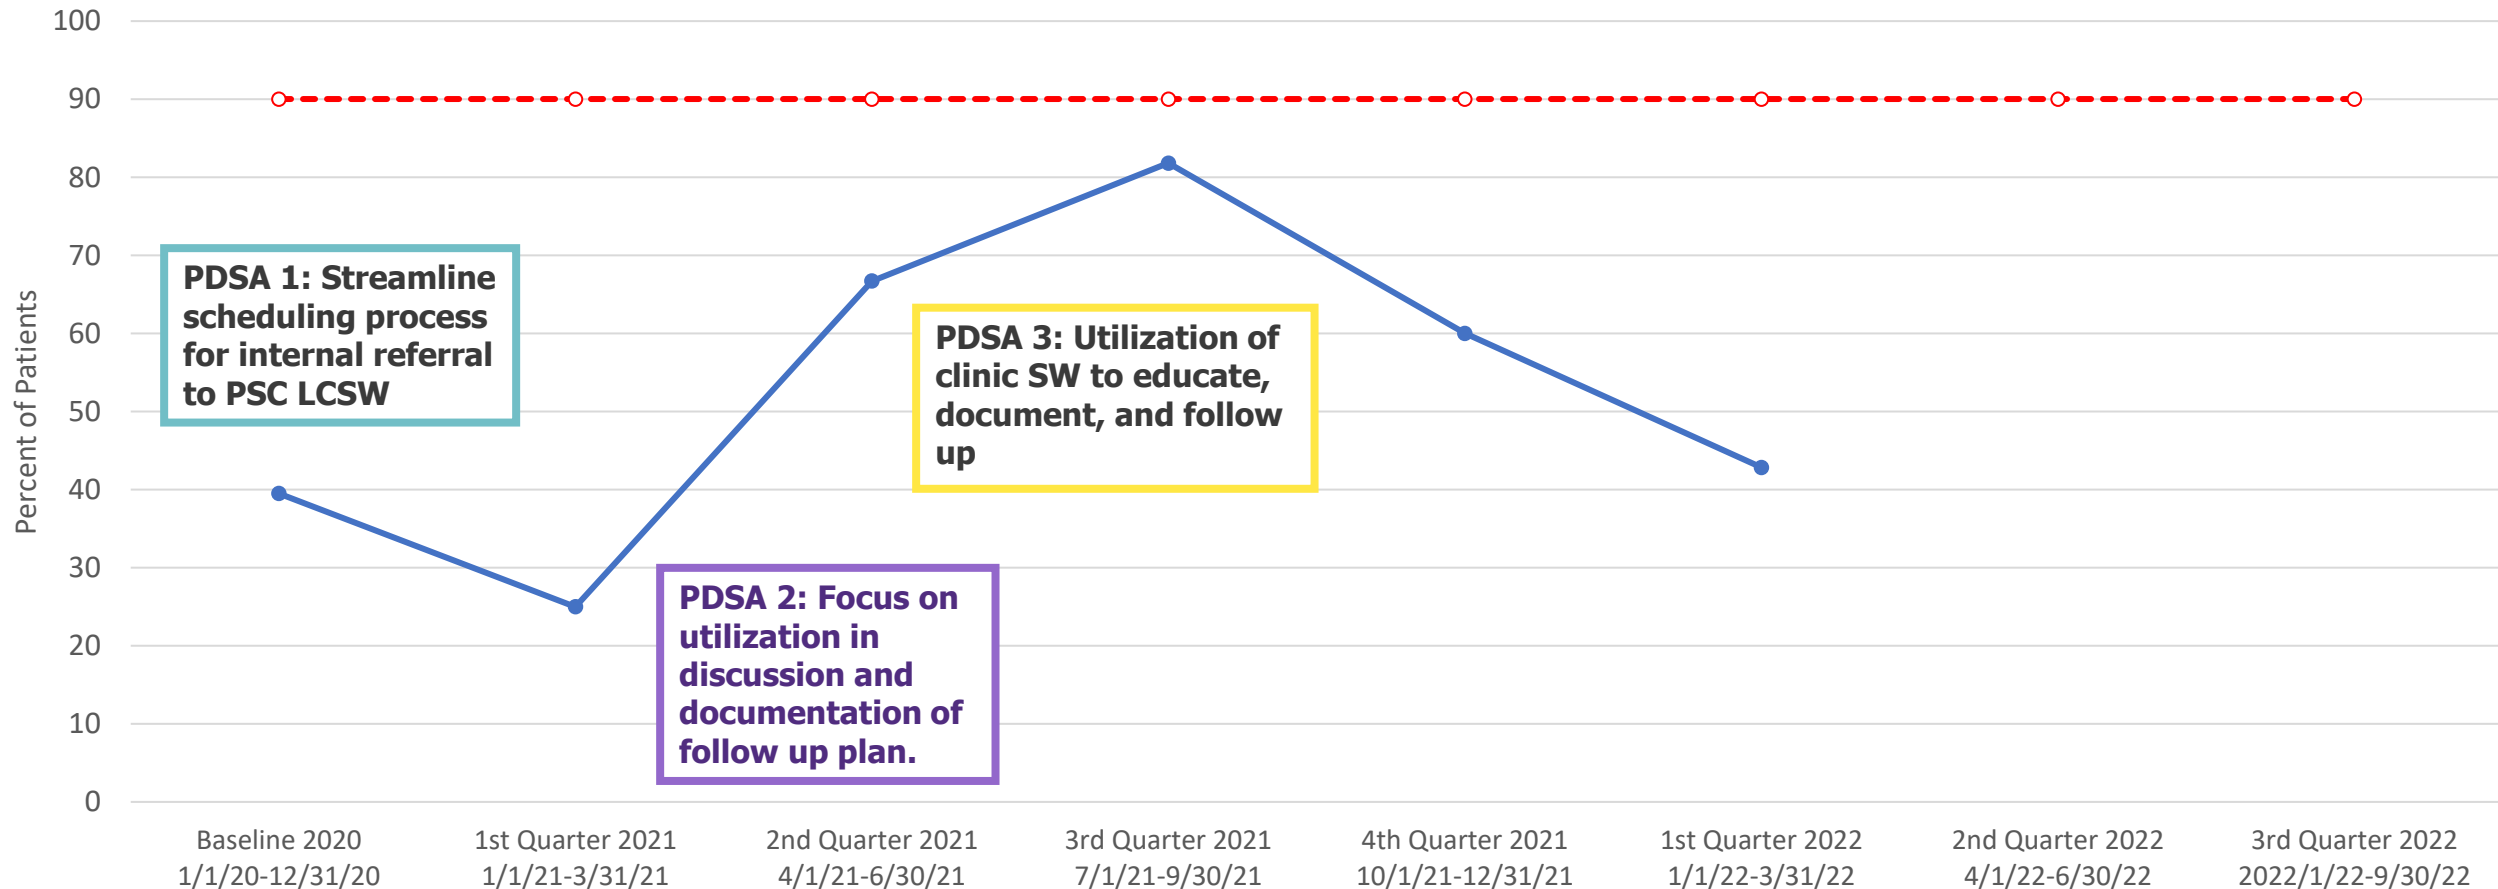 100
90
80
70
60
50
40
30
20
10
0
Percent of Patients
PDSA 1: Streamline
scheduling process
for internal referral
to PSC LCSW
PDSA 2: Focus on
utilization in
discussion and
documentation of
follow up plan.
PDSA 3: Utilization of
clinic SW to educate,
document, and follow
up
Baseline 2020
1/1/20-12/31/20
1st Quarter 2021
1/1/21-3/31/21
2nd Quarter 2021
4/1/21-6/30/21
3rd Quarter 2021
7/1/21-9/30/21
4th Quarter 2021
10/1/21-12/31/21
1st Quarter 2022
1/1/22-3/31/22
2nd Quarter 2022
4/1/22-6/30/22
3rd Quarter 2022
2022/1/22-9/30/22